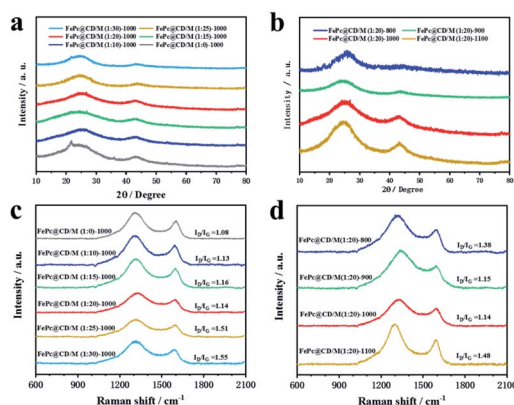 a
FePc@CD/M (1:30)-1000 FePc@CD/M (1:25)-1000
FePc@CD/M (1:20)-1000 FePc@CD/M (1:15)-1000
FePc@CD/M (1:10)-1000 FePc@CD/M (1:0)-1000
Intensity / a. u.
10 20 30 40 50 60 70 80
2θ / Degree
b
FePc@CD/M (1:20)-800 FePc@CD/M (1:20)-900
FePc@CD/M (1:20)-1000 FePc@CD/M (1:20)-1100
Intensity / a. u.
10 20 30 40 50 60 70 80
2θ / Degree
c
FePc@CD/M (1:0)-1000 ID/IG =1.08
FePc@CD/M (1:10)-1000 ID/IG =1.13
FePc@CD/M (1:15)-1000 ID/IG =1.16
FePc@CD/M (1:20)-1000 ID/IG =1.14
FePc@CD/M (1:25)-1000 ID/IG =1.51
FePc@CD/M (1:30)-1000 ID/IG =1.55
Intensity / a.u.
600 900 1200 1500 1800 2100
Raman shift / cm-1
d
FePc@CD/M(1:20)-800 ID/IG =1.38
FePc@CD/M(1:20)-900 ID/IG =1.15
FePc@CD/M(1:20)-1000 ID/IG =1.14
FePc@CD/M(1:20)-1100 ID/IG =1.48
Intensity / a.u.
600 900 1200 1500 1800 2100
Raman shift / cm-1